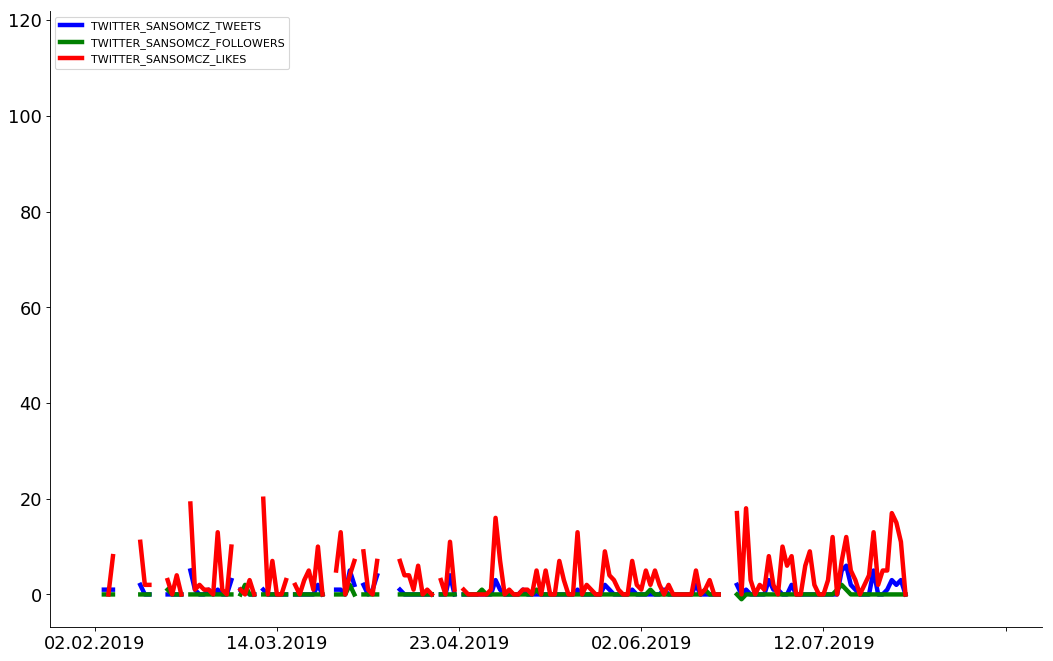 120
TWITTER_SANSOMCZ_TWEETS
TWITTER_SANSOMCZ_FOLLOWERS
TWITTER_SANSOMCZ_LIKES
100
80
60
40
20
0
02.02.2019 14.03.2019 23.04.2019 02.06.2019 12.07.2019